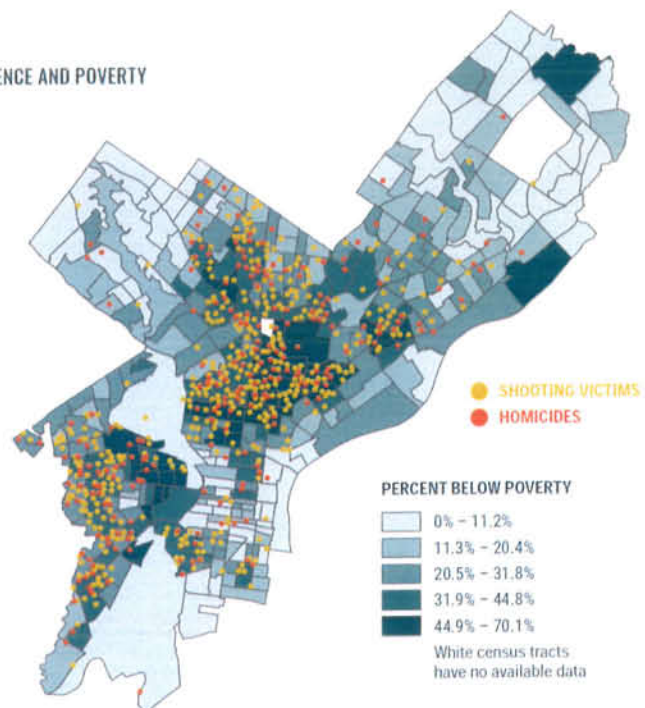 ENCE AND POVERTY
SHOOTING VICTIMS
HOMICIDES
PERCENT BELOW POVERTY
0% – 11.2%
11.3% – 20.4%
20.5% – 31.8%
31.9% – 44.8%
44.9% – 70.1%
White census tracts
have no available data